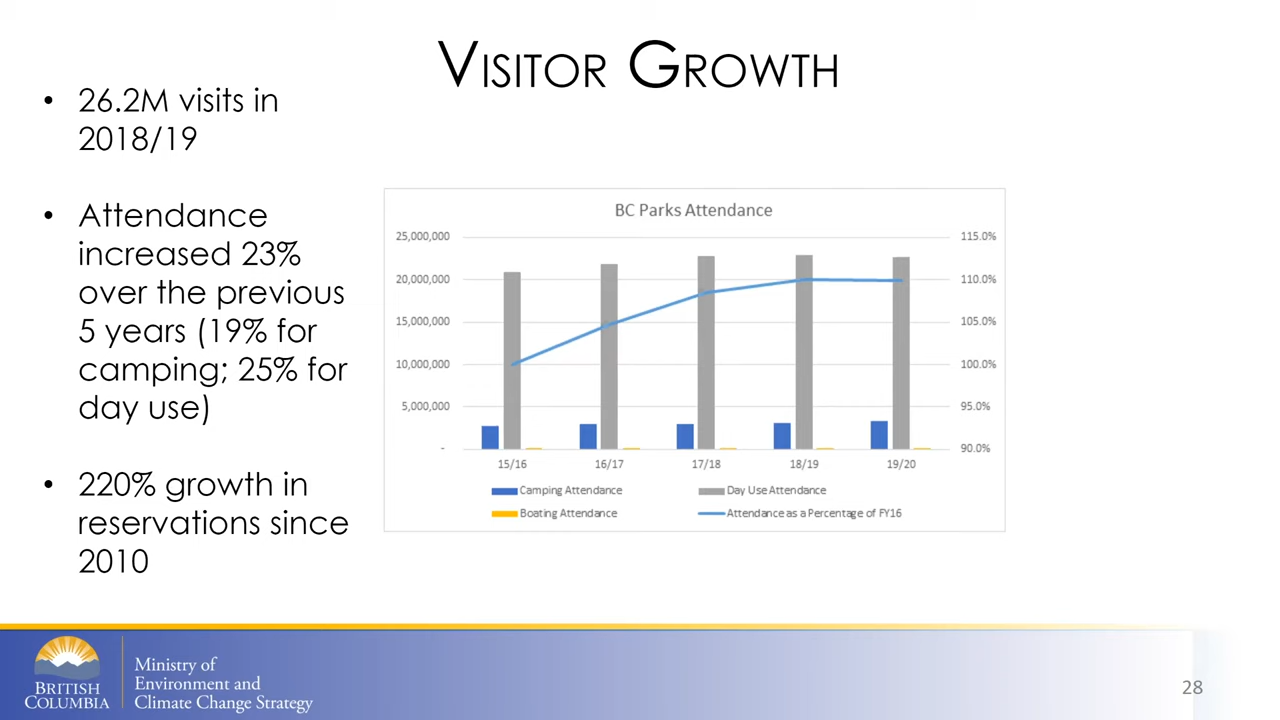 VISITOR GROWTH
• 26.2M visits in
2018/19
• Attendance
increased 23%
over the previous
5 years (19% for
camping; 25% for
day use)
• 220% growth in
reservations since
2010
BC Parks Attendance
25,000,000
20,000,000
15,000,000
10,000,000
5,000,000
-
115.0%
110.0%
105.0%
100.0%
95.0%
90.0%
15/16 16/17 17/18 18/19 19/20
Camping Attendance Day Use Attendance
Boating Attendance Attendance as a Percentage of FY16
BRITISH
COLUMBIA
Ministry of
Environment and
Climate Change Strategy
28